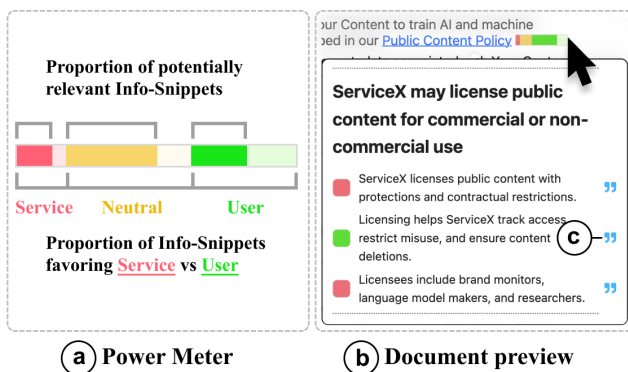 Proportion of potentially
relevant Info-Snippets
Service Neutral User
Proportion of Info-Snippets
favoring Service vs User
a Power Meter
our Content to train AI and machine
bed in our Public Content Policy
ServiceX may license public
content for commercial or non-
commercial use
ServiceX licenses public content with
protections and contractual restrictions.
Licensing helps ServiceX track access,
restrict misuse, and ensure content
deletions.
C
Licensees include brand monitors,
language model makers, and researchers.
b Document preview